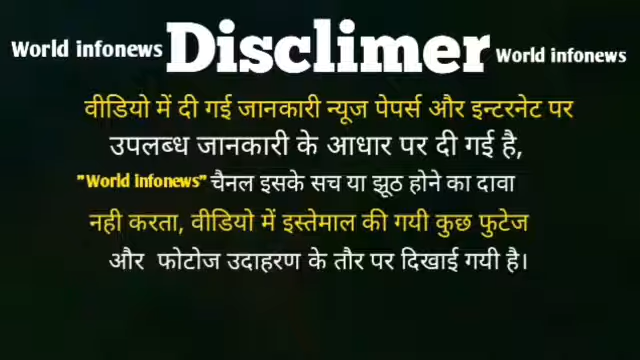 World infonews Disclimer World infonews
वीडियो में दी गई जानकारी न्यूज पेपर्स और इन्टरनेट पर
उपलब्ध जानकारी के आधार पर दी गई है,
"World infonews" चैनल इसके सच या झूठ होने का दावा
नही करता, वीडियो में इस्तेमाल की गयी कुछ फुटेज
और फोटोज उदाहरण के तौर पर दिखाई गयी है।